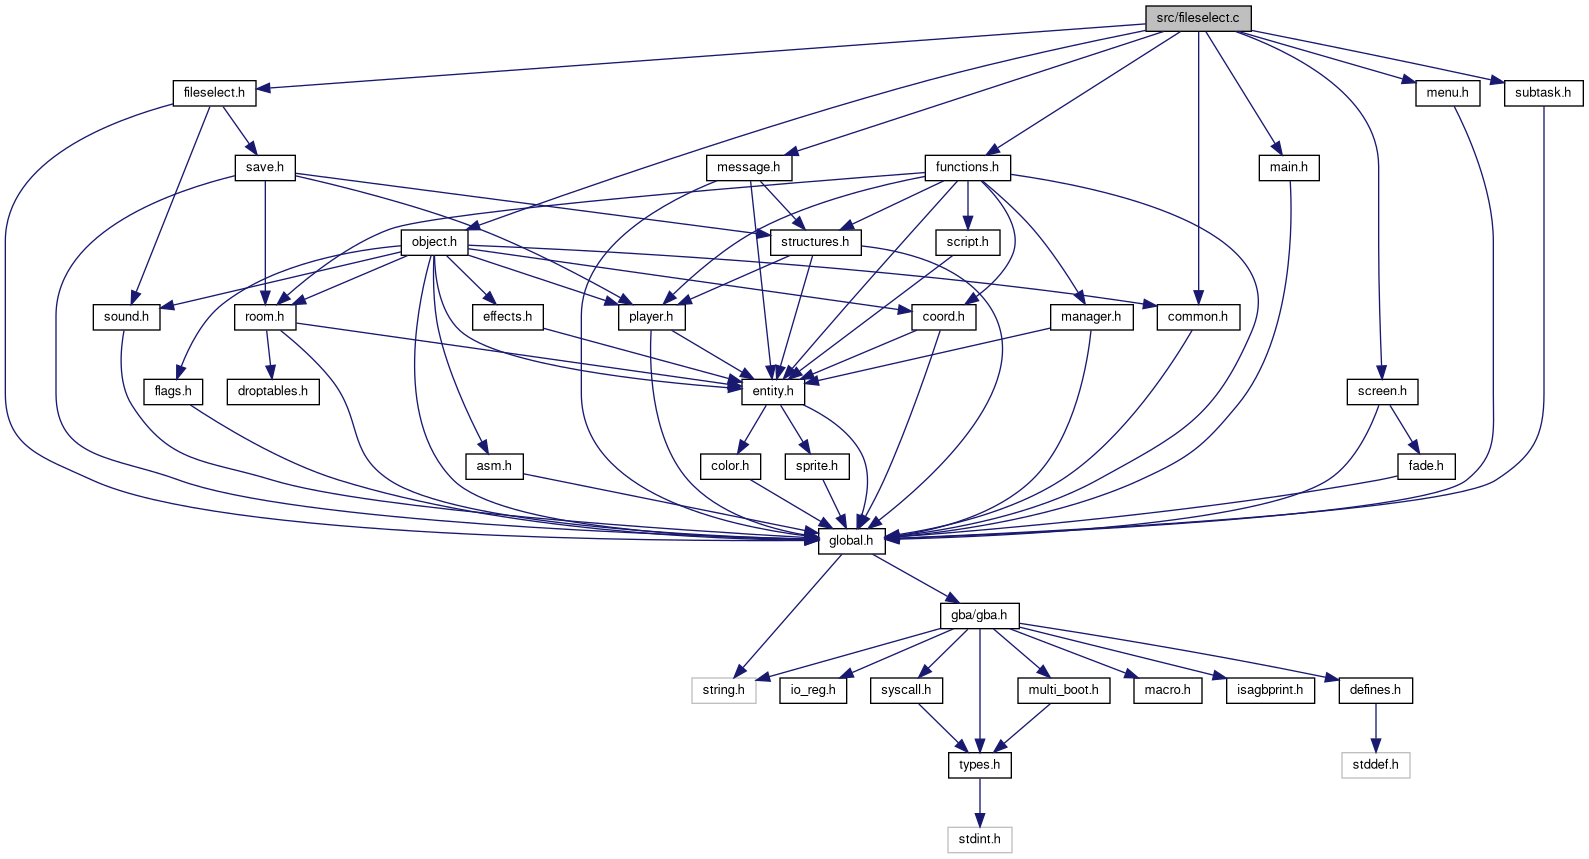 src/fileselect.c
fileselect.h
menu.h
subtask.h
save.h
message.h
functions.h
main.h
object.h
structures.h
script.h
sound.h
room.h
effects.h
player.h
coord.h
manager.h
common.h
flags.h
droptables.h
entity.h
screen.h
asm.h
color.h
sprite.h
fade.h
global.h
gba/gba.h
string.h
io_reg.h
syscall.h
multi_boot.h
macro.h
isagbprint.h
defines.h
types.h
stddef.h
stdint.h